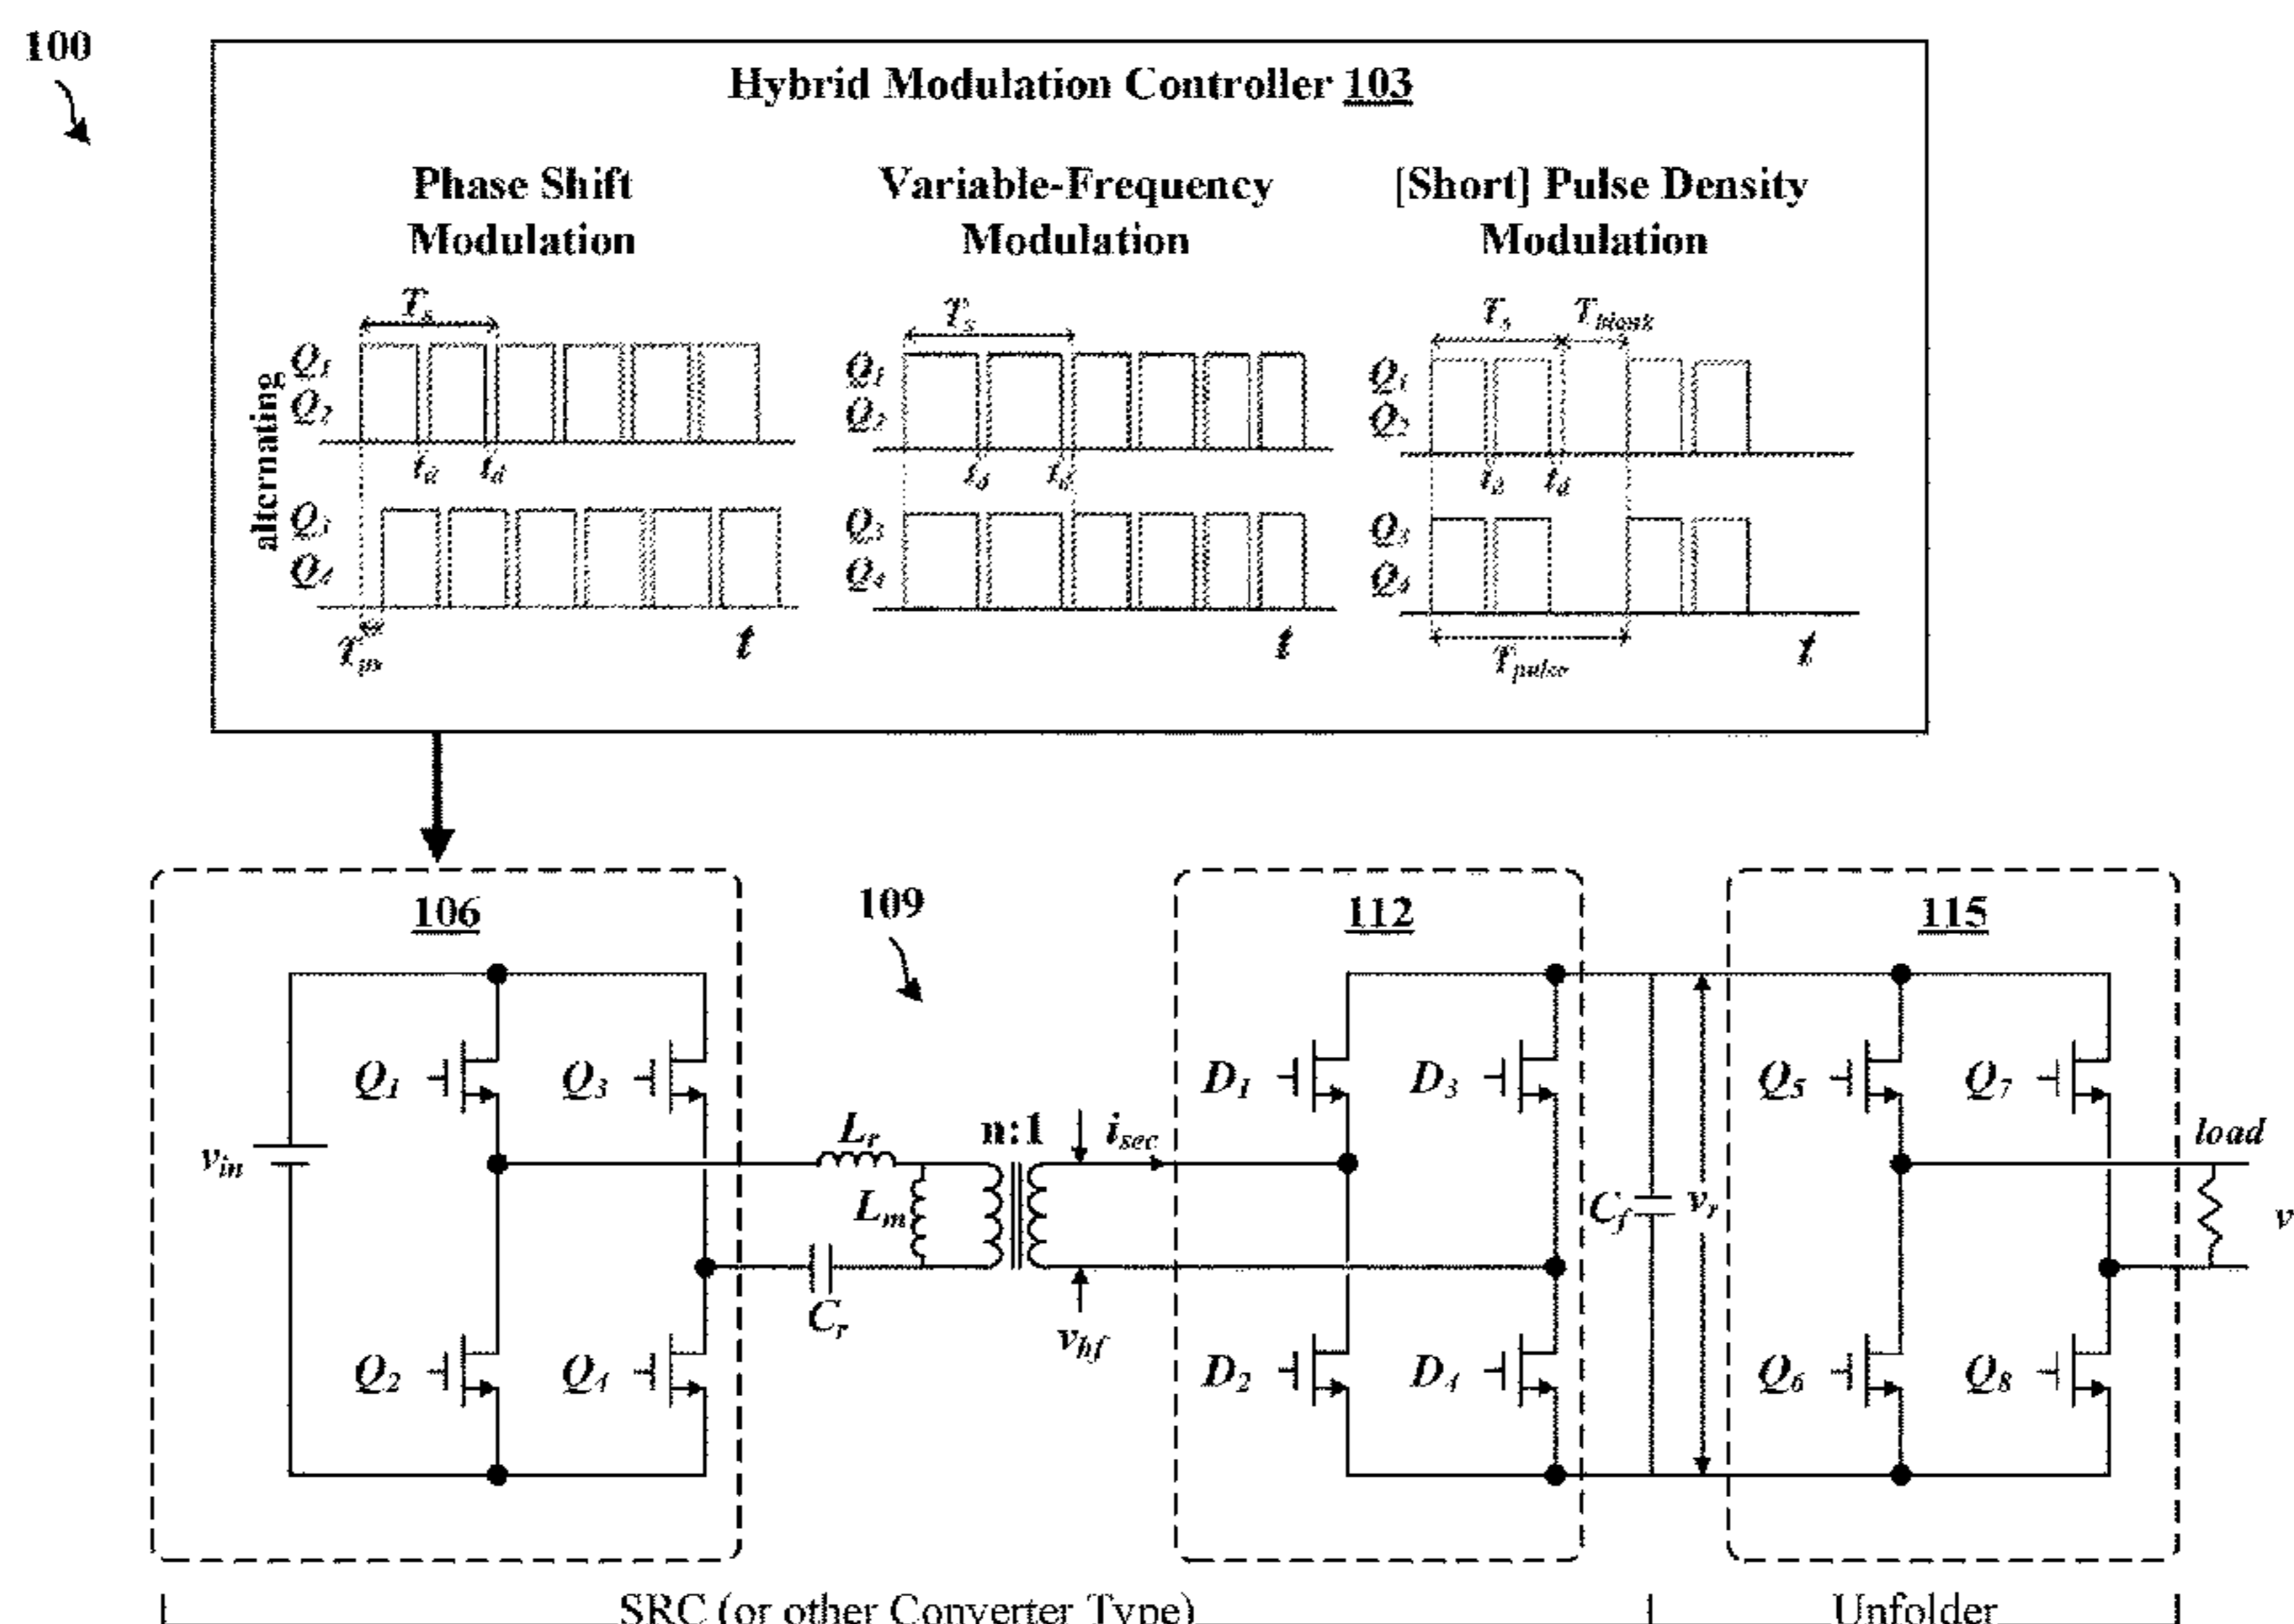 100
Hybrid Modulation Controller 103
Phase Shift
Modulation
Variable-Frequency
Modulation
[Short] Pulse Density
Modulation
Ts
Ts
Ts Tblank
alternating
Q1
Q2
Q1
Q2
Q1
Q2
td td
td td
td td
Q3
Q4
Q3
Q4
Q3
Q4
t
t
t
Tpulse
106
109
112
115
Q1
Q3
D1
D3
Q5
Q7
vin
Lr
n:1
isec
load
Lm
Cf
vr
v
Cr
vhf
Q2
Q4
D2
D4
Q6
Q8
SRC (or other Converter Type)
Unfolder